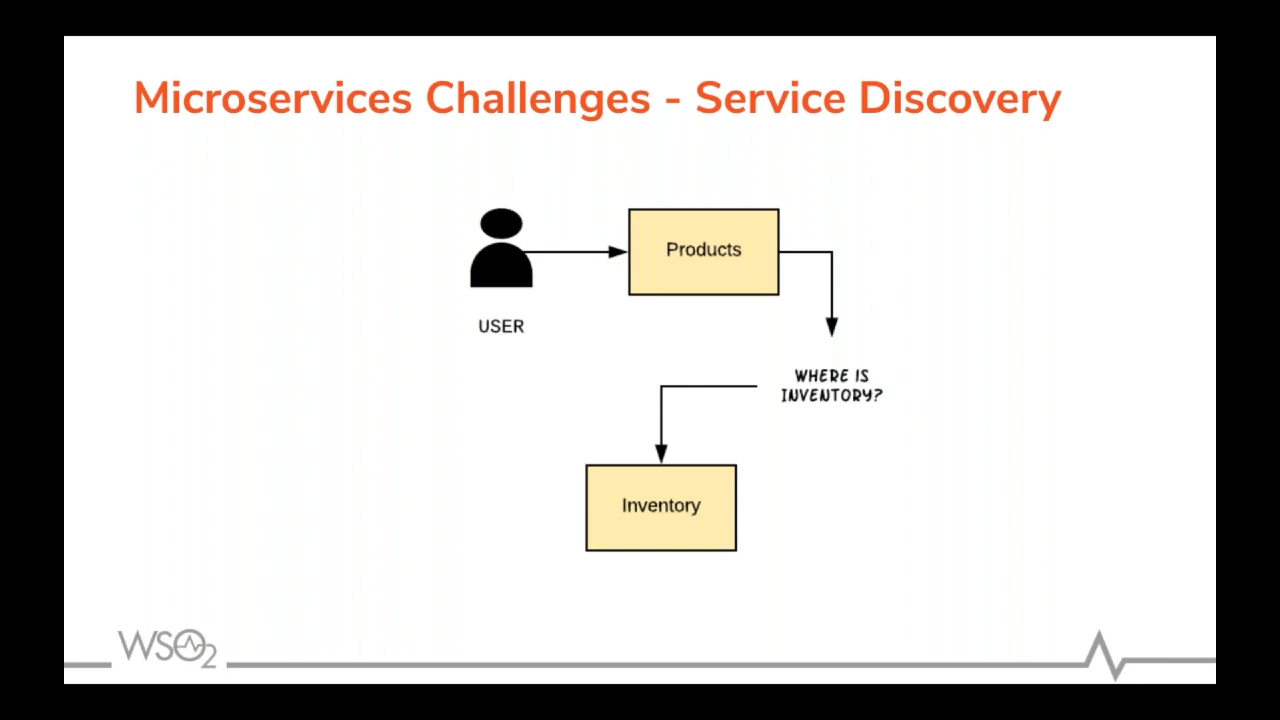 Microservices Challenges - Service Discovery
Products
USER
WHERE IS
INVENTORY?
Inventory
WSO2